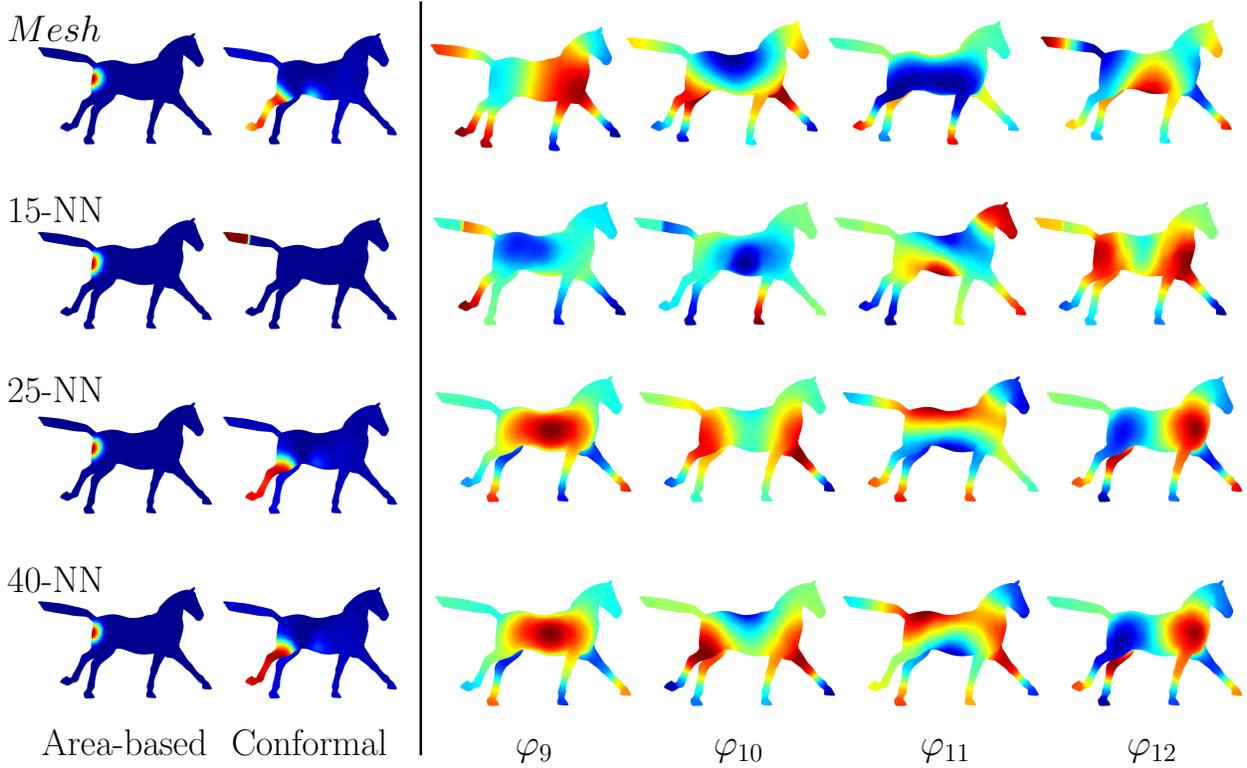 Mesh
15-NN
25-NN
40-NN
Area-based Conformal φ9 φ10 φ11 φ12